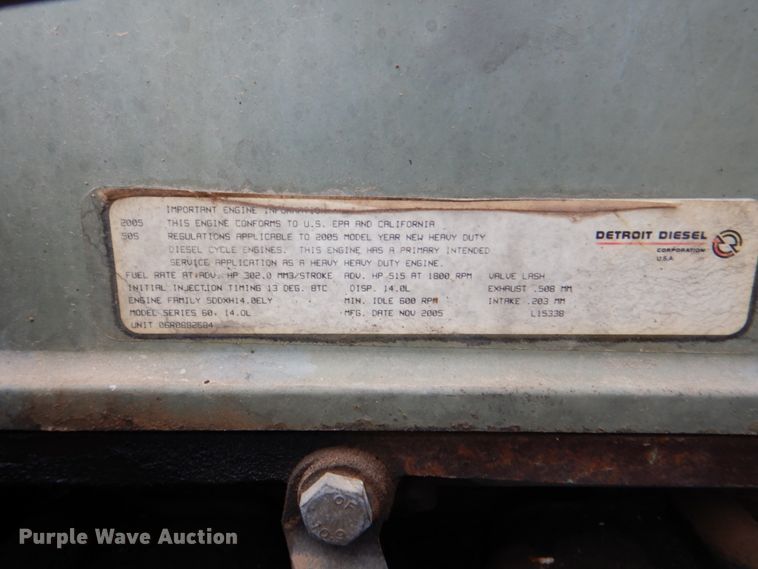 IMPORTANT ENGINE INFORMATION
2005 THIS ENGINE CONFORMS TO U.S. EPA AND CALIFORNIA
50S REGULATIONS APPLICABLE TO 2005 MODEL YEAR NEW HEAVY DUTY
DIESEL CYCLE ENGINES. THIS ENGINE HAS A PRIMARY INTENDED
SERVICE APPLICATION AS A HEAVY HEAVY DUTY ENGINE.
DETROIT DIESEL
CORPORATION
U.S.A
FUEL RATE AT ADV. HP 302.0 MM3/STROKE ADV. HP 515 AT 1800 RPM VALVE LASH
INITIAL INJECTION TIMING 13 DEG. BTC DISP. 14.0L EXHAUST .508 MM
ENGINE FAMILY 5DDXH14.0ELY MIN. IDLE 600 RPM INTAKE .203 MM
MODEL SERIES 60, 14.0L MFG. DATE NOV 2005 L15338
UNIT 06R0882684
OF
10.9
Purple Wave Auction